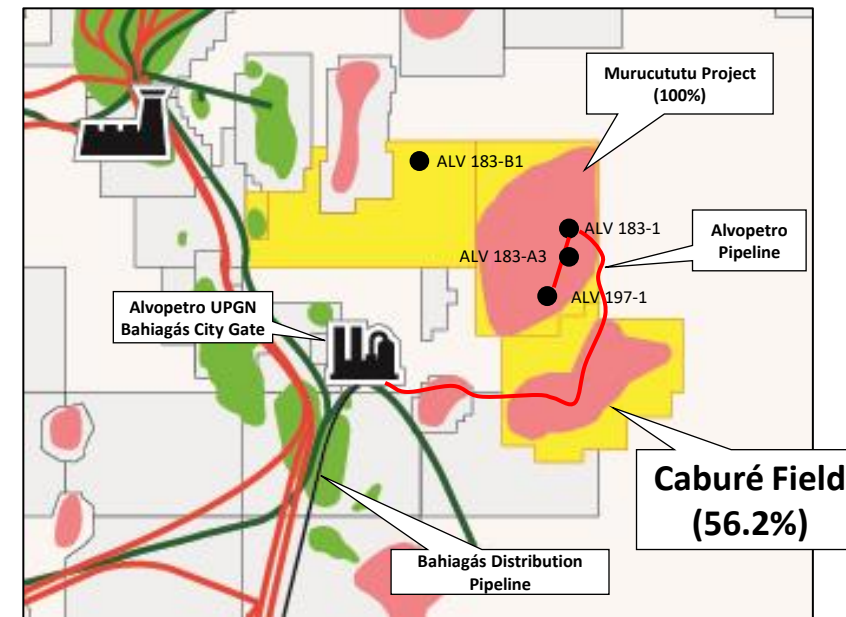 Murucututu Project
(100%)
ALV 183-B1
ALV 183-1
Alvopetro
Pipeline
ALV 183-A3
ALV 197-1
Alvopetro UPGN
Bahiagás City Gate
Caburé Field
(56.2%)
Bahiagás Distribution
Pipeline